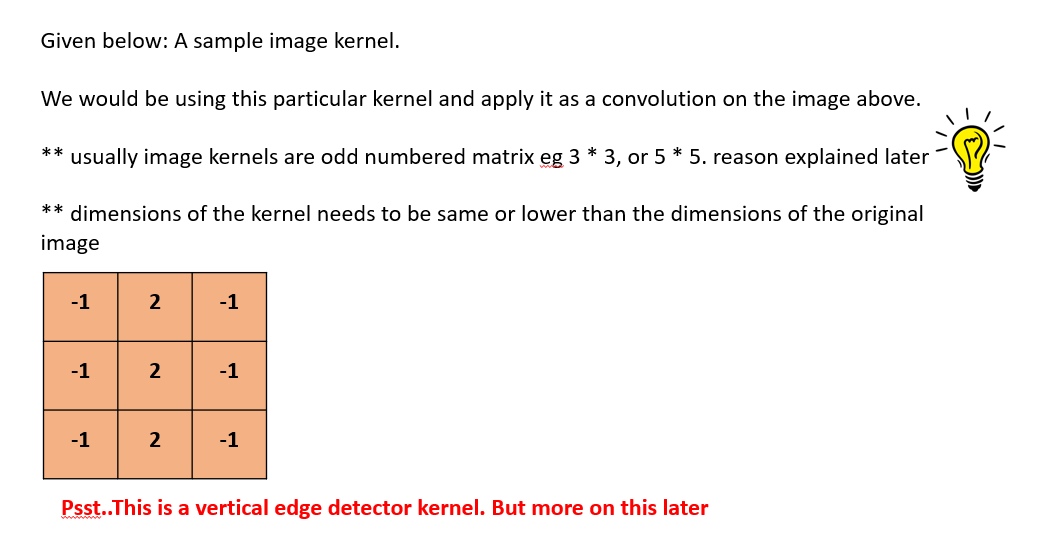 Given below: A sample image kernel.
We would be using this particular kernel and apply it as a convolution on the image above.
** usually image kernels are odd numbered matrix eg 3 * 3, or 5 * 5. reason explained later
** dimensions of the kernel needs to be same or lower than the dimensions of the original
image
-1 2 -1
-1 2 -1
-1 2 -1
Psst..This is a vertical edge detector kernel. But more on this later